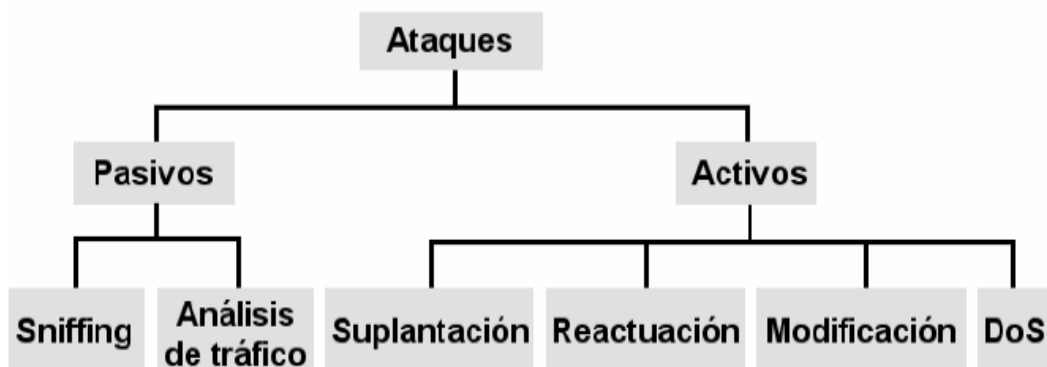 Ataques
Pasivos
Activos
Sniffing
Análisis
de tráfico
Suplantación
Reactuación
Modificación
DoS